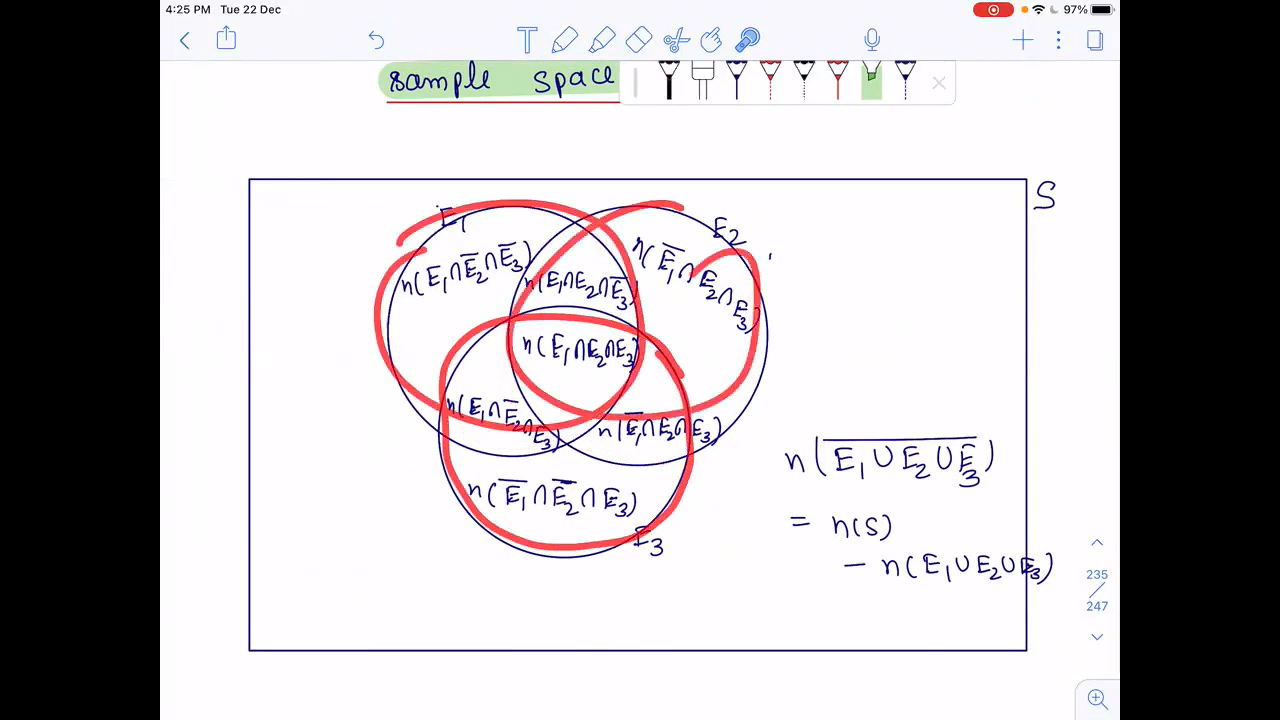 4:25 PM Tue 22 Dec
97%
sample space
S
E₁
E₂
n(E₁∩E̅₂∩E̅₃)
n(E̅₁∩E₂∩E₃)
n(E₁∩E₂∩E̅₃)
n(E₁∩E₂∩E₃)
n(E₁∩E̅₂∩E₃)
n(E̅₁∩E₂∩E₃)
n(E̅₁∩E̅₂∩E₃)
E₃
n(\overline{E₁∪E₂∪E₃})
= n(S)
− n(E₁∪E₂∪E₃)
235
247